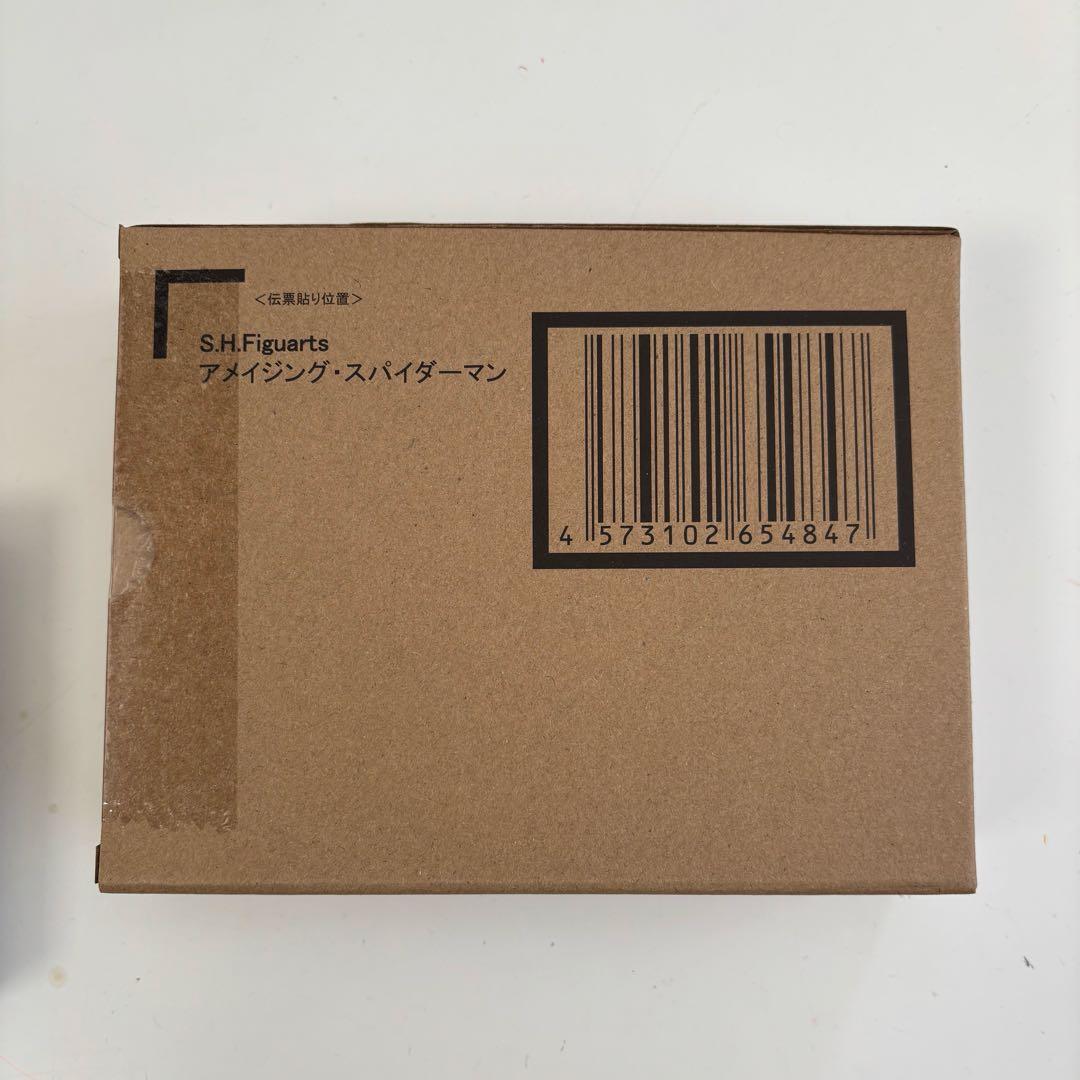 ＜伝票貼り位置＞
S.H.Figuarts
アメイジング・スパイダーマン
4 573102 654847